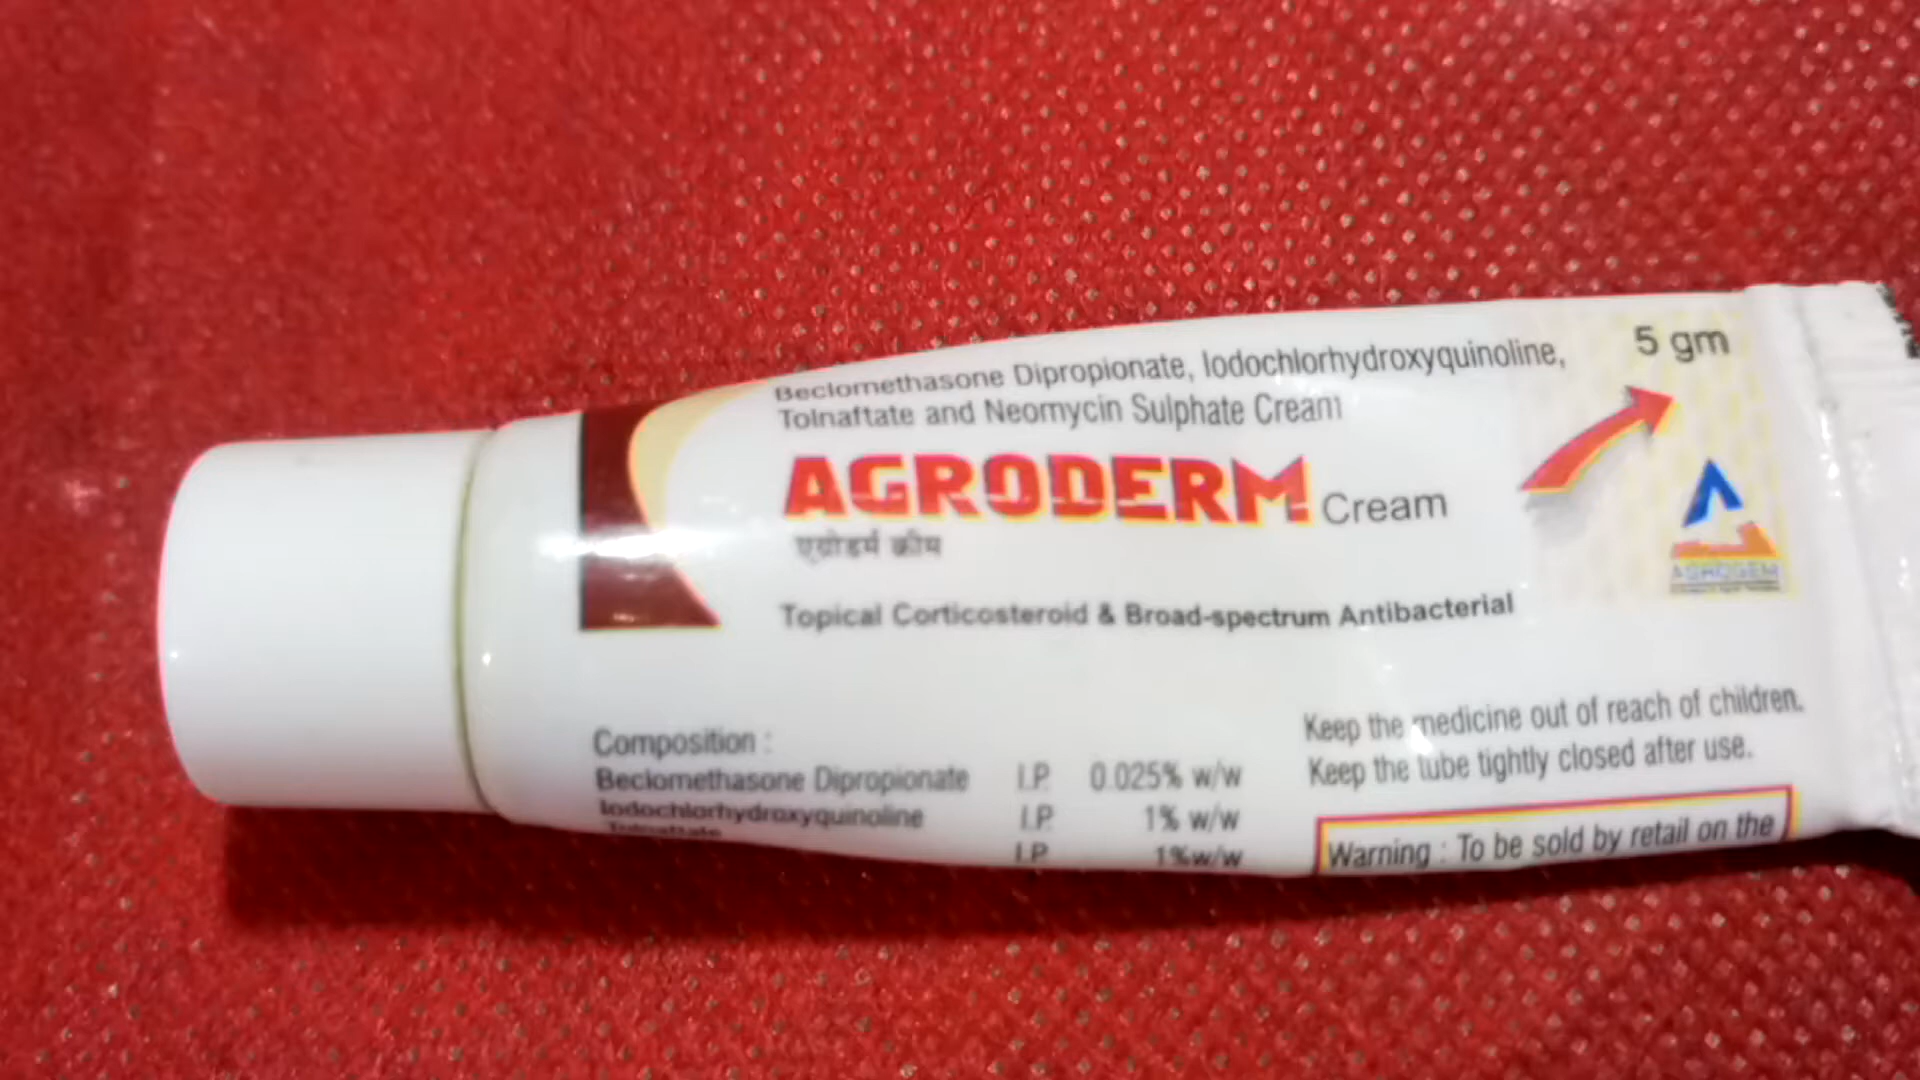 Beclomethasone Dipropionate, Iodochlorhydroxyquinoline,
Tolnaftate and Neomycin Sulphate Cream
5 gm
AGRODERM Cream
एग्रोडर्म क्रीम
AGROGEM
Topical Corticosteroid & Broad-spectrum Antibacterial
Composition :
Beclomethasone Dipropionate I.P. 0.025% w/w
Iodochlorhydroxyquinoline I.P. 1% w/w
Tolnaftate I.P. 1%w/w
Keep the medicine out of reach of children.
Keep the tube tightly closed after use.
Warning : To be sold by retail on the